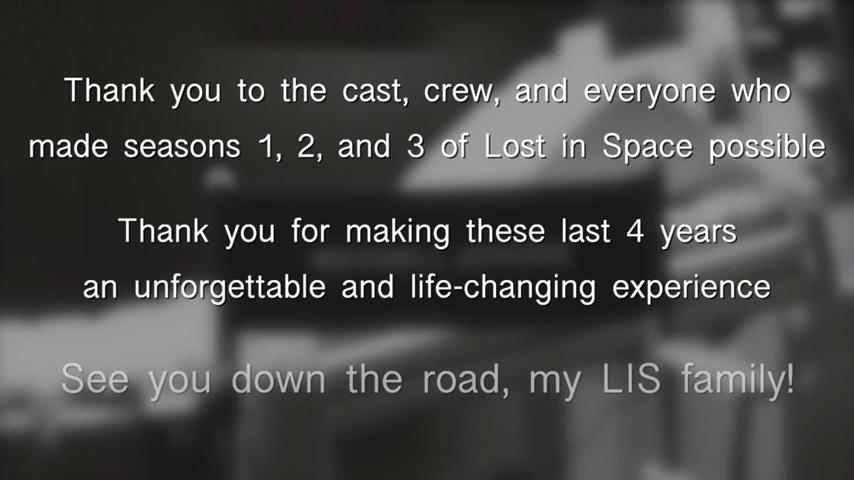 Thank you to the cast, crew, and everyone who
made seasons 1, 2, and 3 of Lost in Space possible
Thank you for making these last 4 years
an unforgettable and life-changing experience
See you down the road, my LIS family!